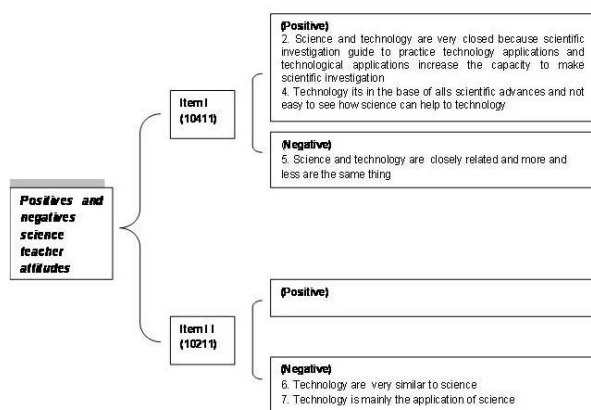 (Positive)
2. Science and technology are very closed because scientific
investigation guide to practice technology applications and
technological applications increase the capacity to make
scientific investigation
4. Technology its in the base of alls scientific advances and not
easy to see how science can help to technology
Item I
(10411)
(Negative)
5. Science and technology are closely related and more and
less are the same thing
Positives and
negatives
science
teacher
attitudes
(Positive)
Item I I
(10211)
(Negative)
6. Technology are very similar to science
7. Technology is mainly the application of science